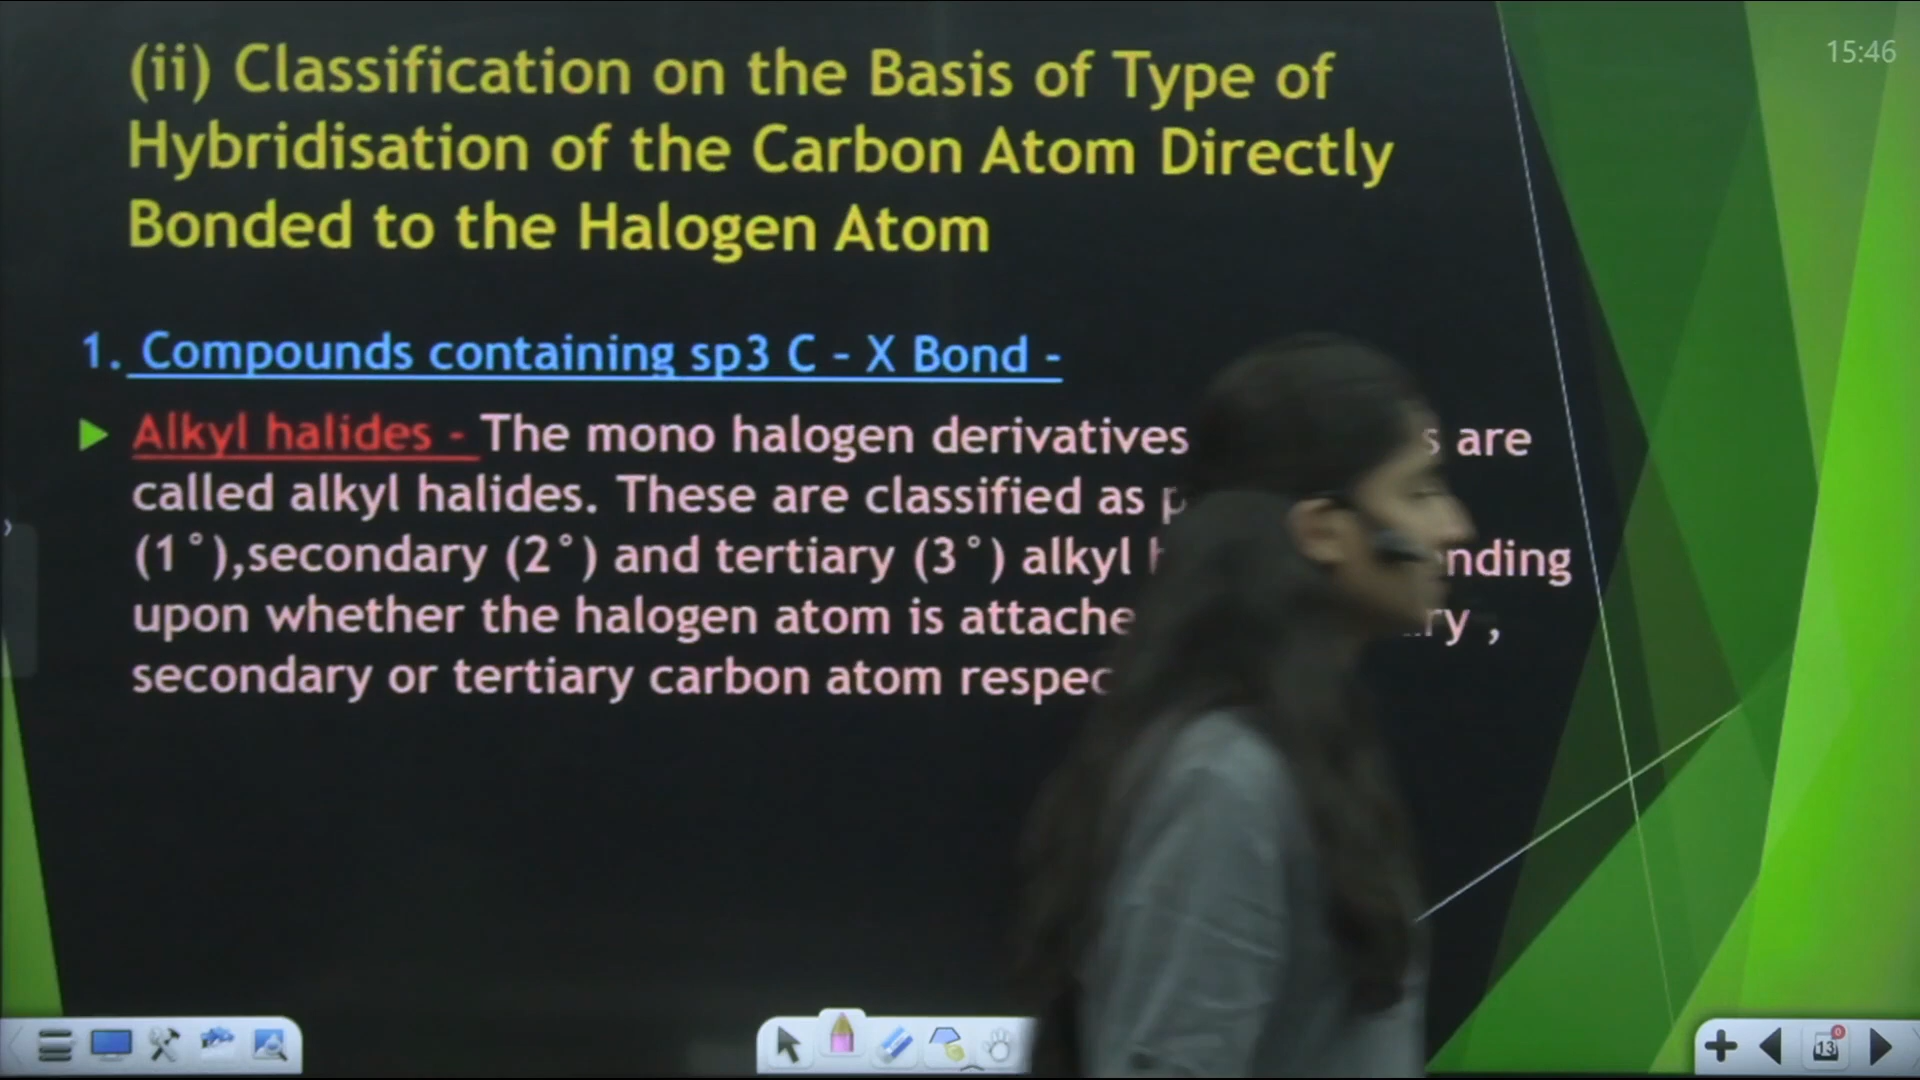 15:46
(ii) Classification on the Basis of Type of
Hybridisation of the Carbon Atom Directly
Bonded to the Halogen Atom
1. Compounds containing sp3 C - X Bond -
Alkyl halides - The mono halogen derivatives are
called alkyl halides. These are classified as
(1°),secondary (2°) and tertiary (3°) alkyl
upon whether the halogen atom is ,
secondary or tertiary carbon atom
13
0